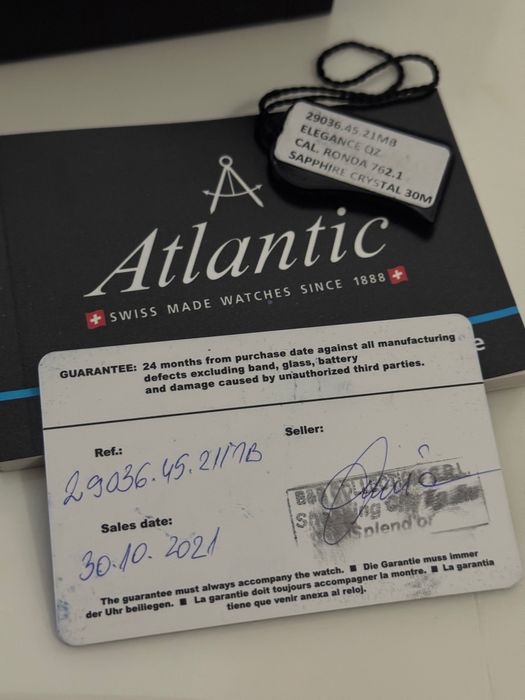 29036.45.21MB
ELEGANCE QZ
CAL. RONDA 762.1
SAPPHIRE CRYSTAL 30M
Atlantic
SWISS MADE WATCHES SINCE 1888
GUARANTEE: 24 months from purchase date against all manufacturing
defects excluding band, glass, battery
and damage caused by unauthorized third parties.
Ref.:
29036.45.21MB
Seller:
Splendor
Sales date:
30.10.2021
The guarantee must always accompany the watch. ■ Die Garantie muss immer
der Uhr beiliegen. ■ La garantie doit toujours accompagner la montre. ■ La garantia
tiene que venir anexa al reloj.